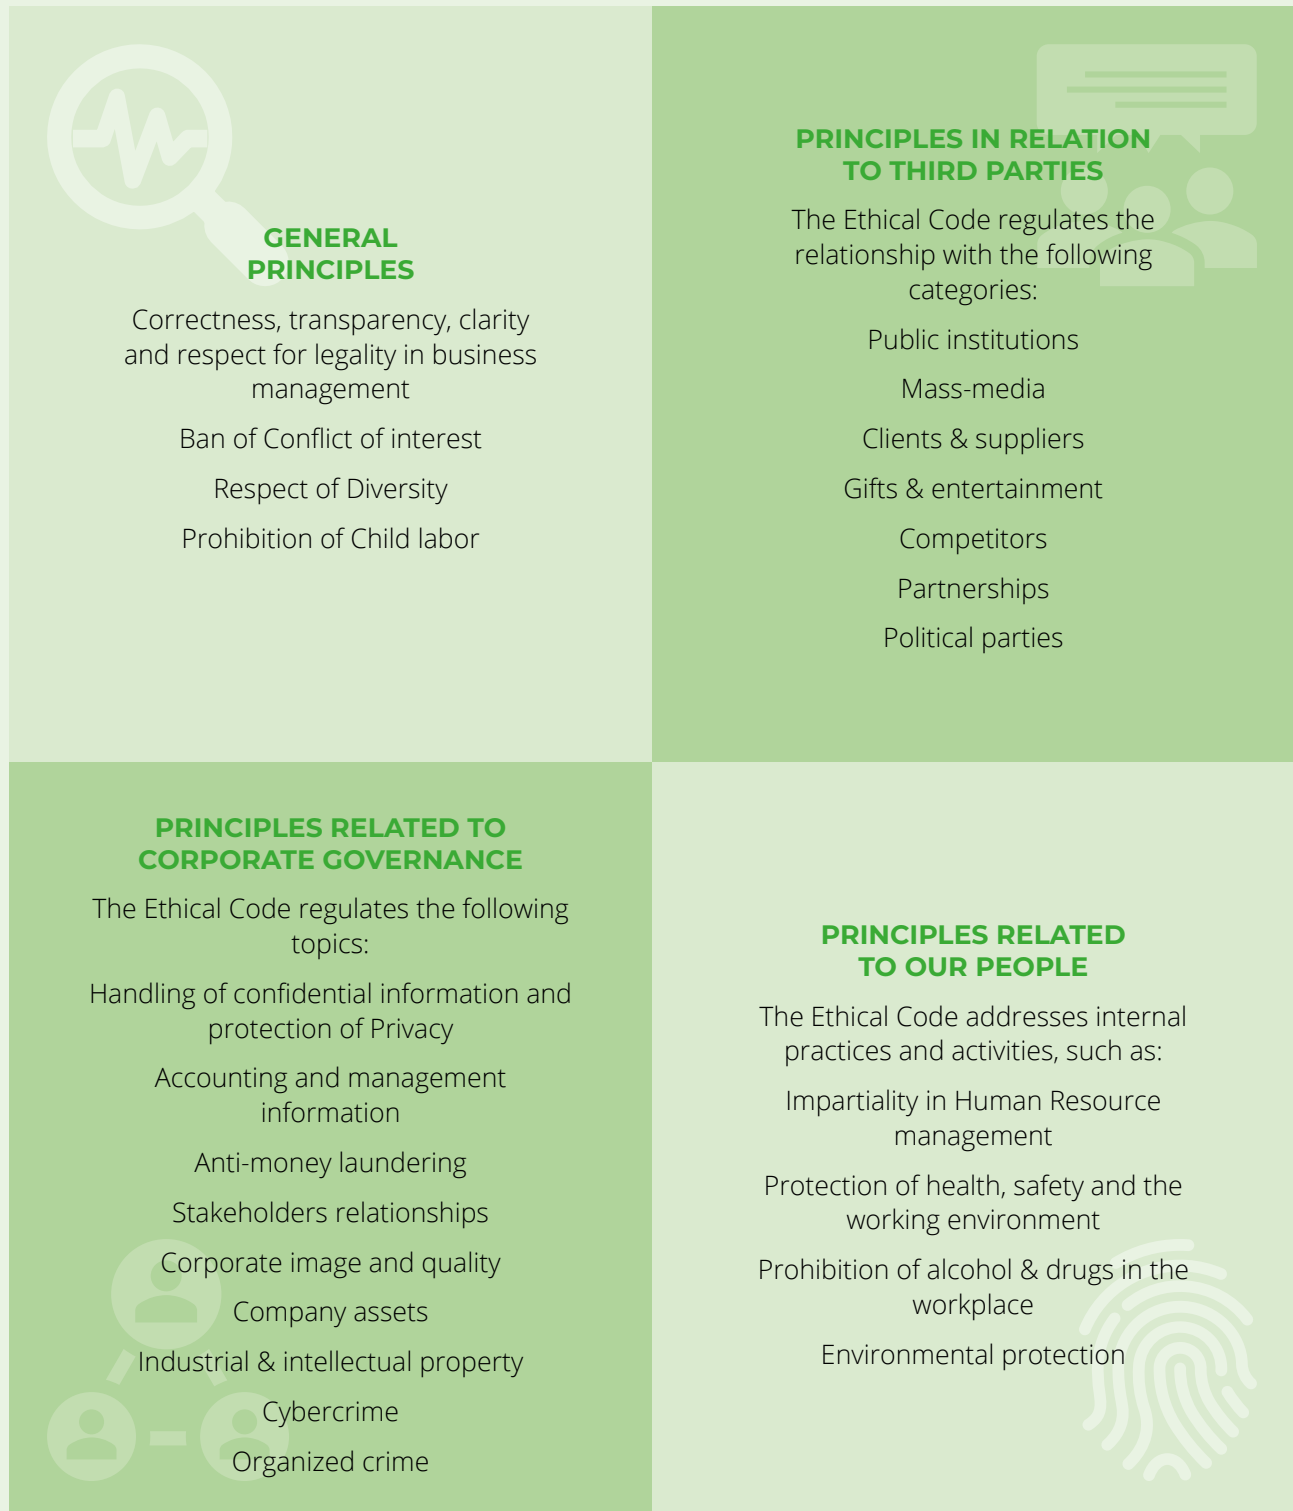 GENERAL
PRINCIPLES
Correctness, transparency, clarity
and respect for legality in business
management
Ban of Conflict of interest
Respect of Diversity
Prohibition of Child labor
PRINCIPLES IN RELATION
TO THIRD PARTIES
The Ethical Code regulates the
relationship with the following
categories:
Public institutions
Mass-media
Clients & suppliers
Gifts & entertainment
Competitors
Partnerships
Political parties
PRINCIPLES RELATED TO
CORPORATE GOVERNANCE
The Ethical Code regulates the following
topics:
Handling of confidential information and
protection of Privacy
Accounting and management
information
Anti-money laundering
Stakeholders relationships
Corporate image and quality
Company assets
Industrial & intellectual property
Cybercrime
Organized crime
PRINCIPLES RELATED
TO OUR PEOPLE
The Ethical Code addresses internal
practices and activities, such as:
Impartiality in Human Resource
management
Protection of health, safety and the
working environment
Prohibition of alcohol & drugs in the
workplace
Environmental protection